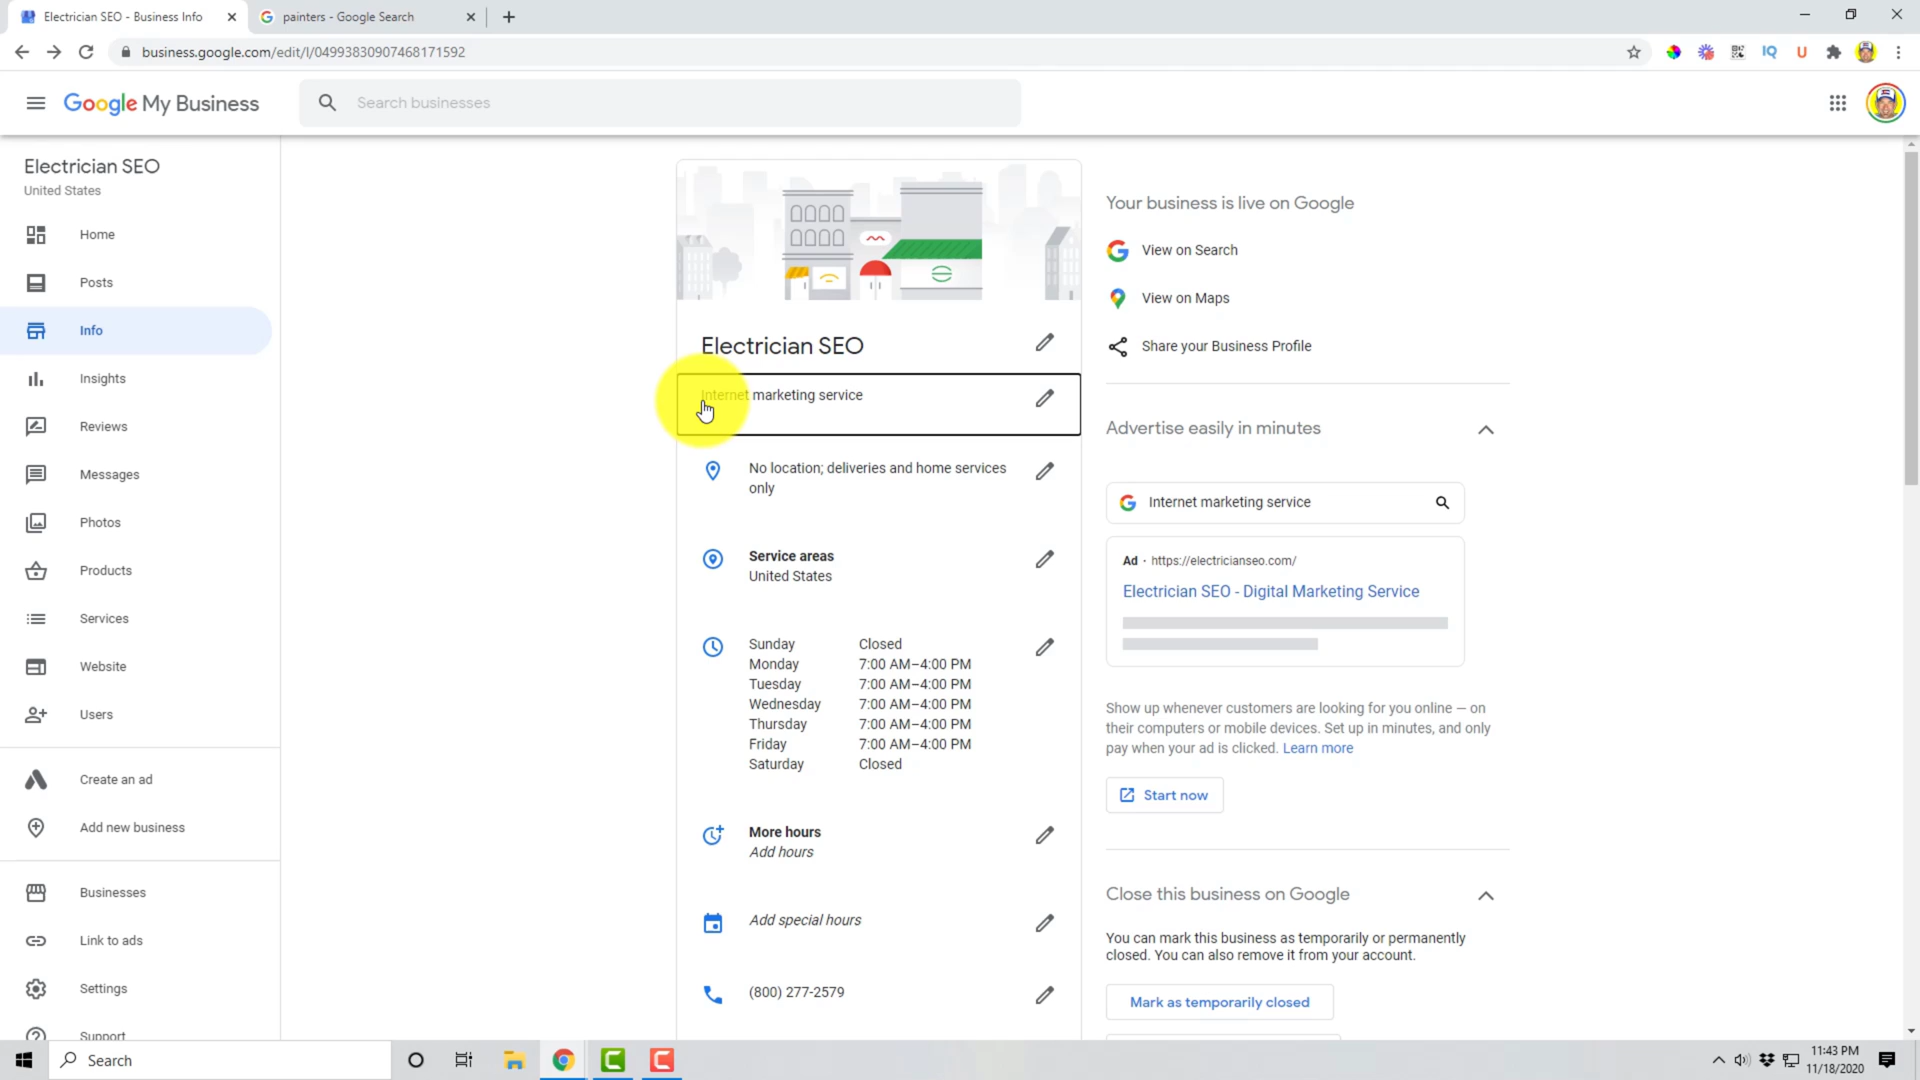 Electrician SEO - Business Info
painters - Google Search
business.google.com/edit/l/04993830907468171592
IQ
U
Google My Business
Search businesses
Electrician SEO
United States
Home
Posts
Info
Insights
Reviews
Messages
Photos
Products
Services
Website
Users
Create an ad
Add new business
Businesses
Link to ads
Settings
Support
Electrician SEO
Internet marketing service
No location; deliveries and home services
only
Service areas
United States
Sunday Closed
Monday 7:00 AM–4:00 PM
Tuesday 7:00 AM–4:00 PM
Wednesday 7:00 AM–4:00 PM
Thursday 7:00 AM–4:00 PM
Friday 7:00 AM–4:00 PM
Saturday Closed
More hours
Add hours
Add special hours
(800) 277-2579
Your business is live on Google
View on Search
View on Maps
Share your Business Profile
Advertise easily in minutes
Internet marketing service
Ad · https://electricianseo.com/
Electrician SEO - Digital Marketing Service
Show up whenever customers are looking for you online — on
their computers or mobile devices. Set up in minutes, and only
pay when your ad is clicked. Learn more
Start now
Close this business on Google
You can mark this business as temporarily or permanently
closed. You can also remove it from your account.
Mark as temporarily closed
Search
11:43 PM
11/18/2020